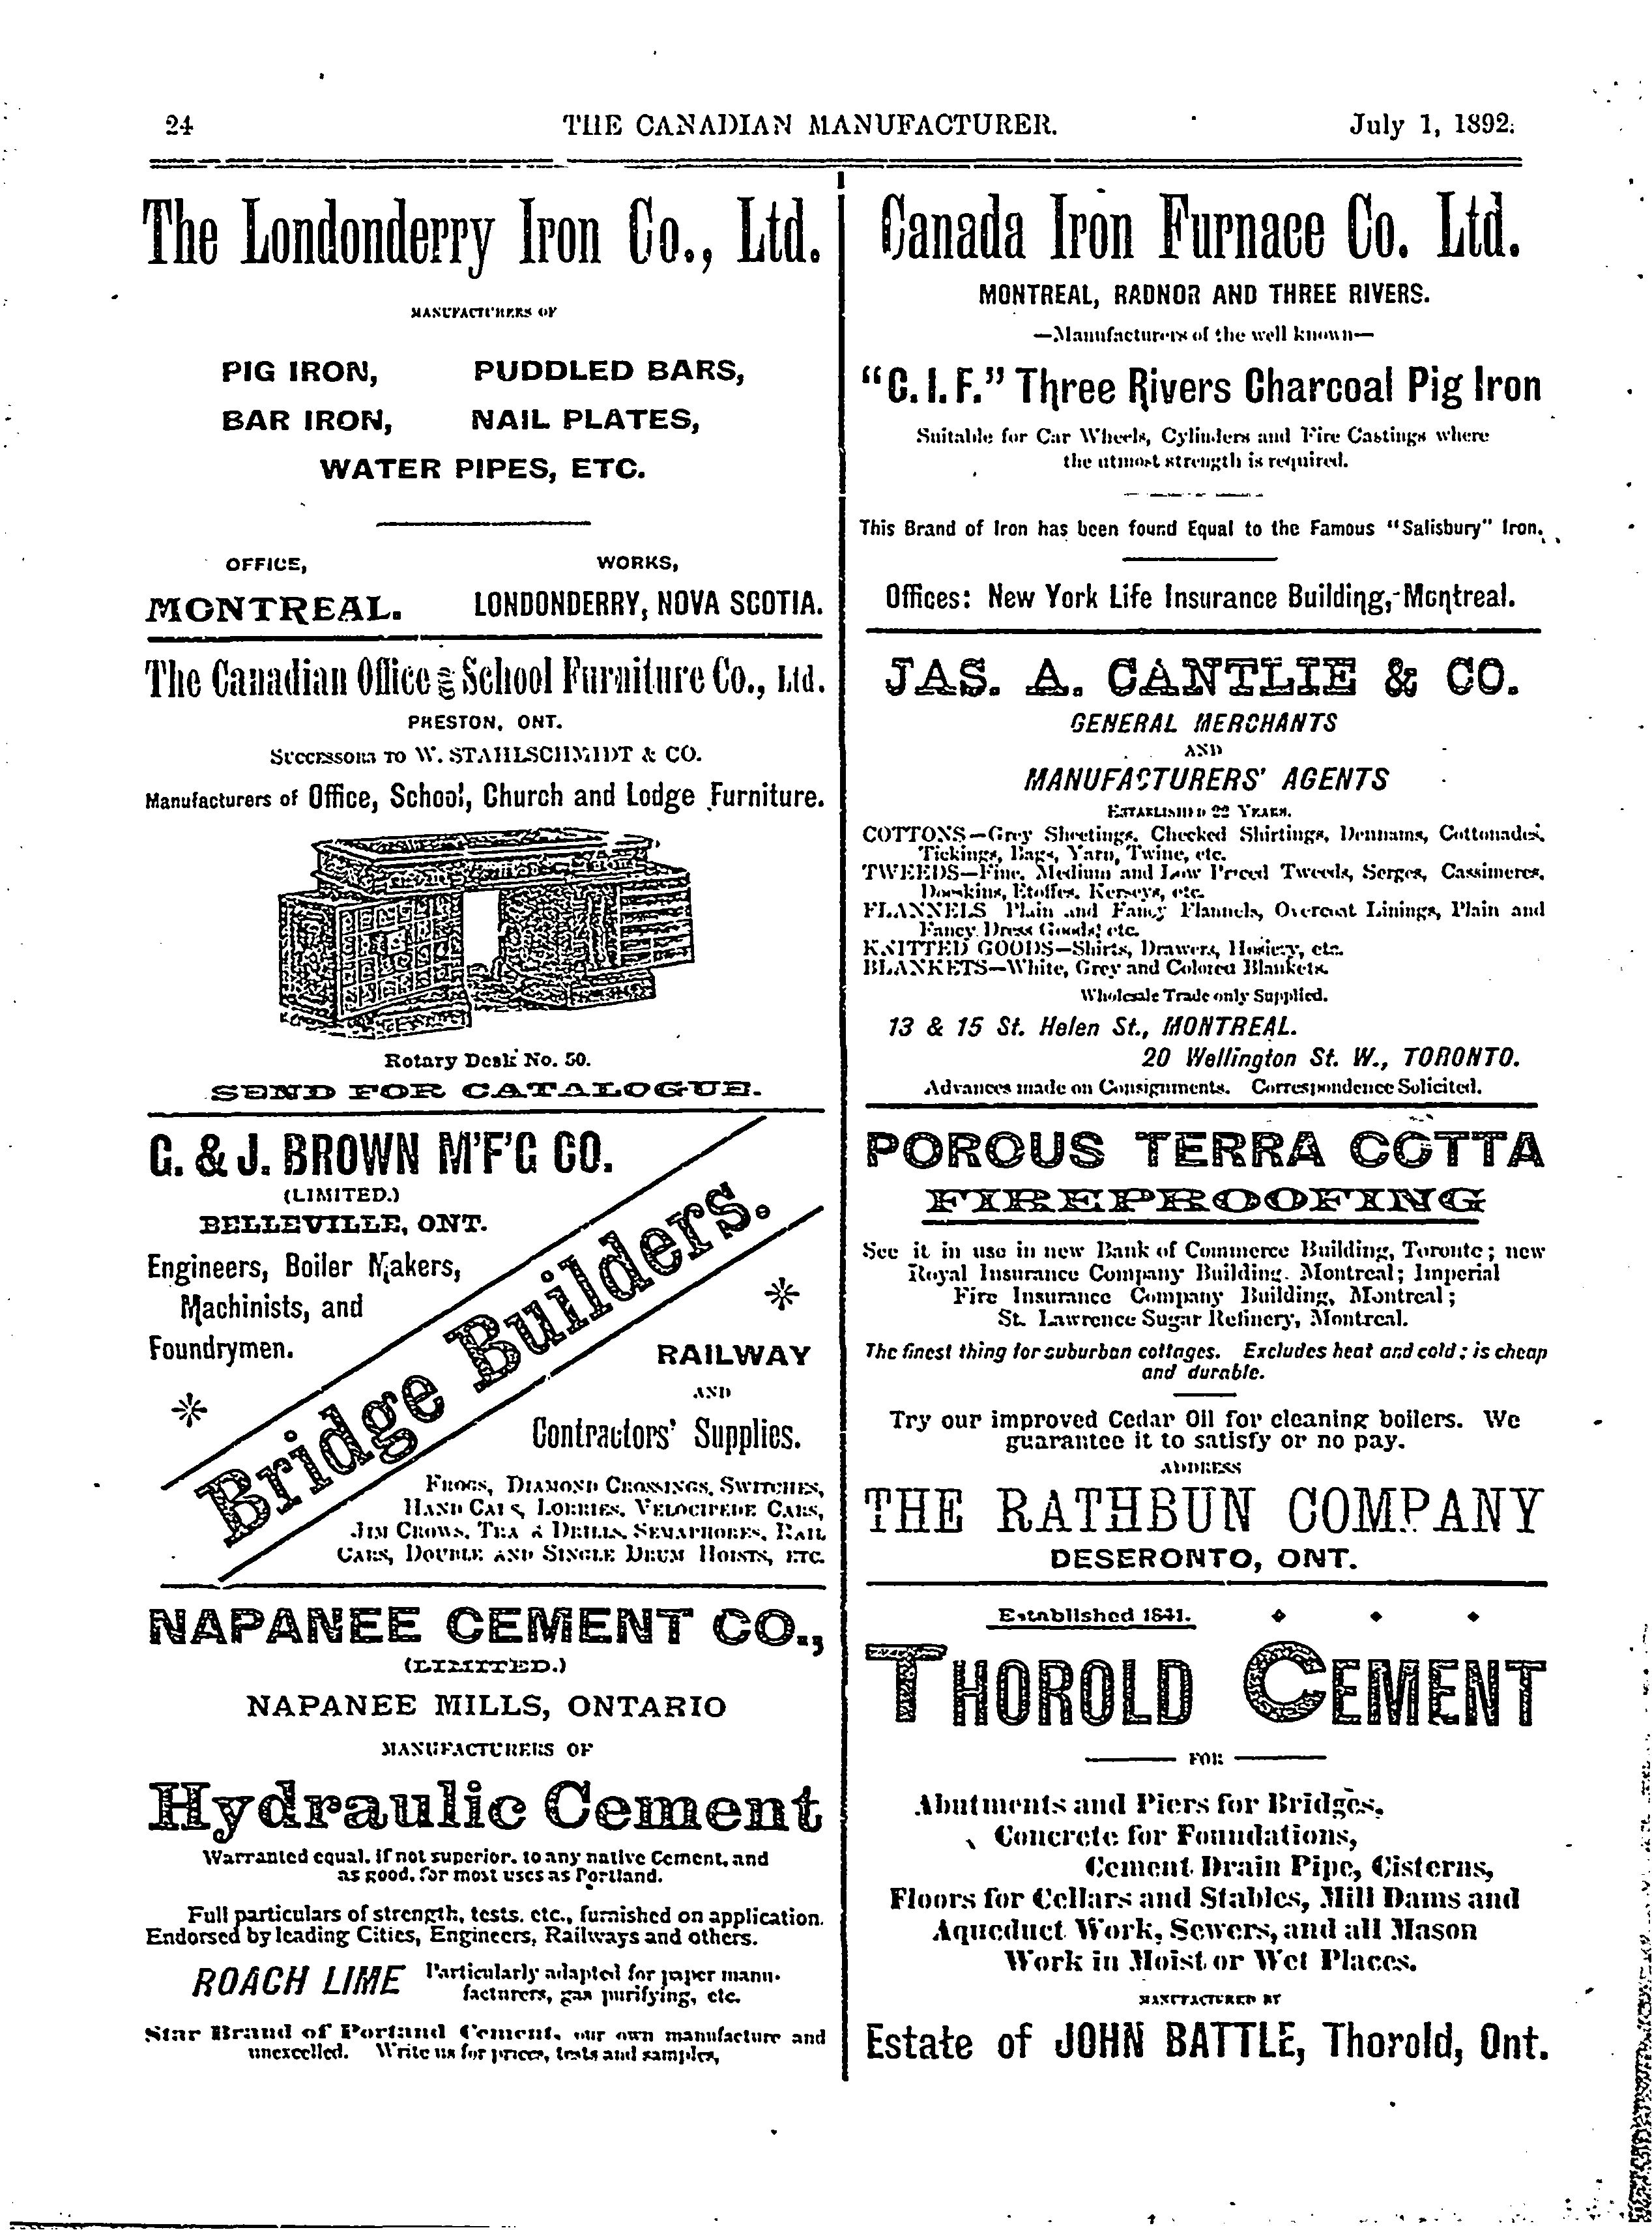 24
THE CANADIAN MANUFACTURER.
July 1, 1892.
The Londonderry Iron Co., Ltd.
MANUFACTURERS OF
PIG IRON, PUDDLED BARS,
BAR IRON, NAIL PLATES,
WATER PIPES, ETC.
OFFICE, WORKS,
MONTREAL. LONDONDERRY, NOVA SCOTIA.
The Canadian Office and School Furniture Co., Ltd.
PRESTON, ONT.
SUCCESSORS TO W. STAHLSCHMIDT & CO.
Manufacturers of Office, School, Church and Lodge Furniture.
Rotary Desk No. 50.
SEND FOR CATALOGUE.
G. & J. BROWN M'F'G CO.
(LIMITED.)
BELLEVILLE, ONT.
Engineers, Boiler Makers,
Machinists, and
Foundrymen.
Bridge Builders.
RAILWAY
AND
Contractors' Supplies.
FROGS, DIAMOND CROSSINGS, SWITCHES,
HAND CARS, LORRIES, VELOCIPEDE CARS,
JIM CROWS, TRACK DRILLS, SEMAPHORES, RAIL
CARS, DOUBLE AND SINGLE DRUM HOISTS, ETC.
NAPANEE CEMENT CO.,
(LIMITED.)
NAPANEE MILLS, ONTARIO
MANUFACTURERS OF
Hydraulic Cement
Warranted equal, if not superior, to any native Cement, and
as good, for most uses as Portland.
Full particulars of strength, tests, etc., furnished on application.
Endorsed by leading Cities, Engineers, Railways and others.
ROACH LIME Particularly adapted for paper manu-
facturers, gas purifying, etc.
Star Brand of Portland Cement, our own manufacture and
unexcelled. Write us for prices, tests and samples,
Canada Iron Furnace Co. Ltd.
MONTREAL, RADNOR AND THREE RIVERS.
—Manufacturers of the well known—
"C. I. F." Three Rivers Charcoal Pig Iron
Suitable for Car Wheels, Cylinders and Fire Castings where
the utmost strength is required.
This Brand of Iron has been found Equal to the Famous "Salisbury" Iron.
Offices: New York Life Insurance Building, Montreal.
JAS. A. CANTLIE & CO.
GENERAL MERCHANTS
AND
MANUFACTURERS' AGENTS
ESTABLISHED 22 YEARS.
COTTONS—Grey Sheetings, Checked Shirtings, Dennams, Cottonades,
Tickings, Bags, Yarn, Twine, etc.
TWEEDS—Fine, Medium and Low Priced Tweeds, Serges, Cassimeres,
Doeskins, Etoffes, Kerseys, etc.
FLANNELS Plain and Fancy Flannels, Overcoat Linings, Plain and
Fancy Dress Goods, etc.
KNITTED GOODS—Shirts, Drawers, Hosiery, etc.
BLANKETS—White, Grey and Colored Blankets.
Wholesale Trade only Supplied.
13 & 15 St. Helen St., MONTREAL.
20 Wellington St. W., TORONTO.
Advances made on Consignments. Correspondence Solicited.
POROUS TERRA COTTA
FIREPROOFING
See it in use in new Bank of Commerce Building, Toronto; new
Royal Insurance Company Building, Montreal; Imperial
Fire Insurance Company Building, Montreal;
St. Lawrence Sugar Refinery, Montreal.
The finest thing for suburban cottages. Excludes heat and cold; is cheap
and durable.
Try our improved Cedar Oil for cleaning boilers. We
guarantee it to satisfy or no pay.
ADDRESS
THE RATHBUN COMPANY
DESERONTO, ONT.
Established 1841.
THOROLD CEMENT
FOR
Abutments and Piers for Bridges,
Concrete for Foundations,
Cement Drain Pipe, Cisterns,
Floors for Cellars and Stables, Mill Dams and
Aqueduct Work, Sewers, and all Mason
Work in Moist or Wet Places.
MANUFACTURED BY
Estate of JOHN BATTLE, Thorold, Ont.